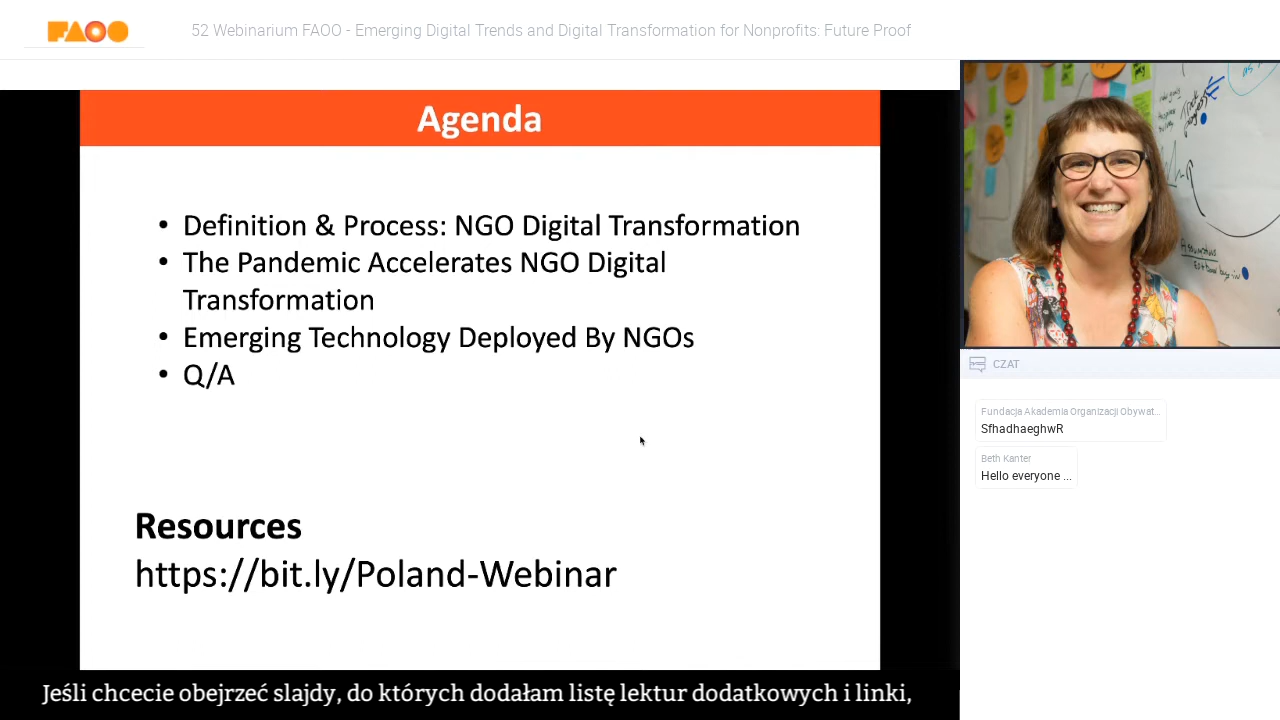 FAOO
52 Webinarium FAOO - Emerging Digital Trends and Digital Transformation for Nonprofits: Future Proof
Agenda
• Definition & Process: NGO Digital Transformation
• The Pandemic Accelerates NGO Digital
Transformation
• Emerging Technology Deployed By NGOs
• Q/A
Resources
https://bit.ly/Poland-Webinar
Jeśli chcecie obejrzeć slajdy, do których dodałam listę lektur dodatkowych i linki,
CZAT
Fundacja Akademia Organizacji Obywat...
SfhadhaeghwR
Beth Kanter
Hello everyone ...